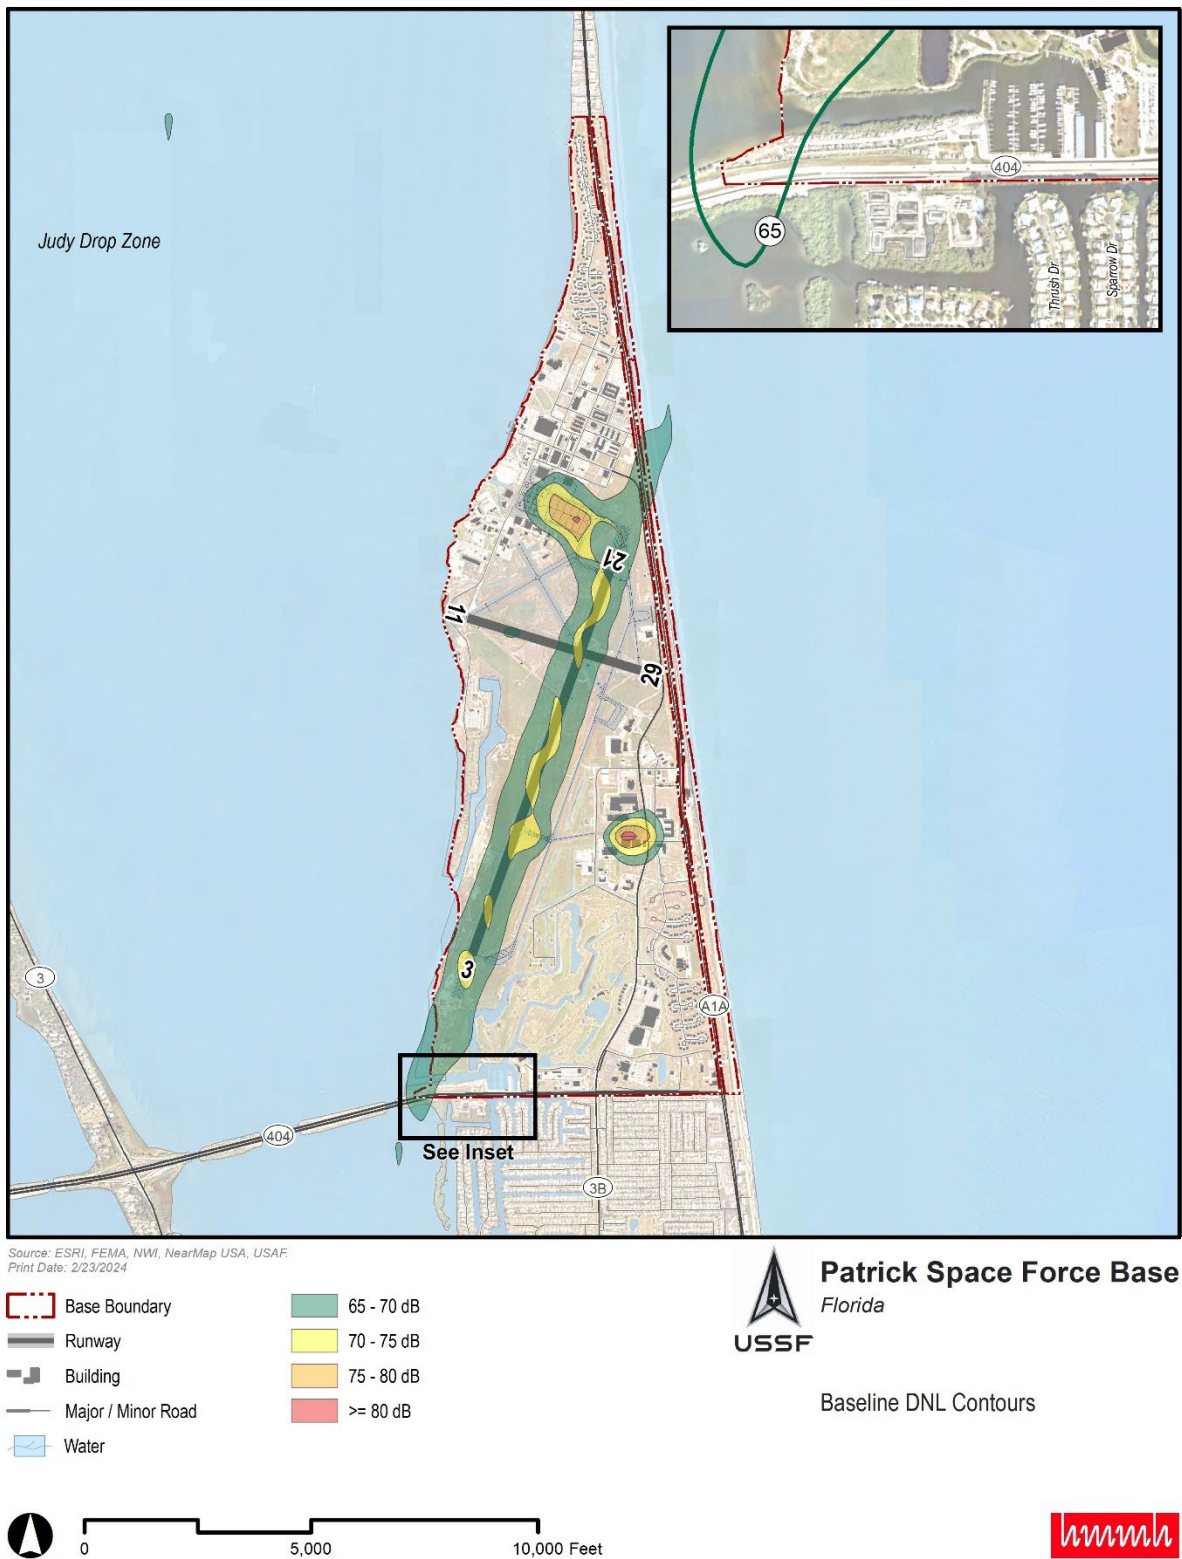 404
65
Thrush Dr
Sparrow Dr
Judy Drop Zone
21
11
29
3
3
A1A
404
See Inset
3B
Source: ESRI, FEMA, NWI, NearMap USA, USAF.
Print Date: 2/23/2024
Base Boundary
Runway
Building
Major / Minor Road
Water
65 - 70 dB
70 - 75 dB
75 - 80 dB
>= 80 dB
USSF
Patrick Space Force Base
Florida
Baseline DNL Contours
0
5,000
10,000 Feet
hmmh